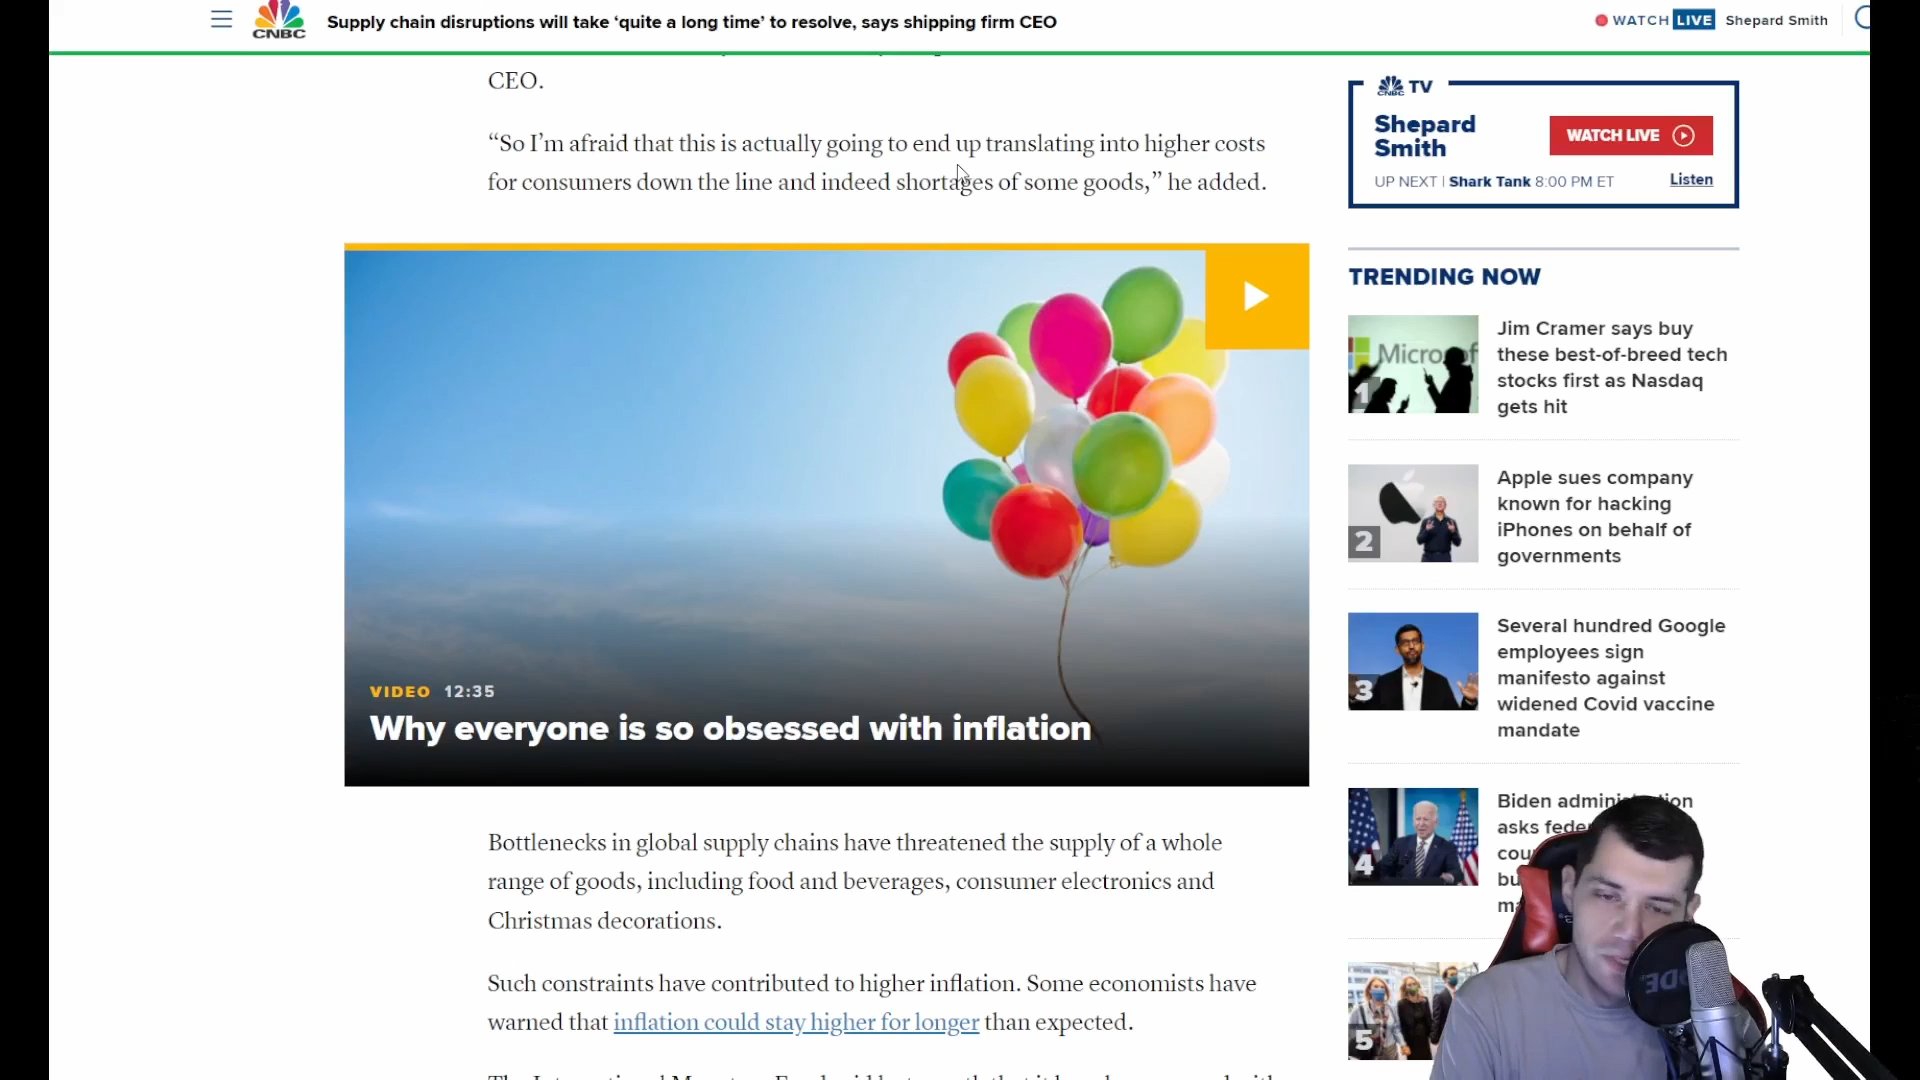 CNBC
Supply chain disruptions will take ‘quite a long time’ to resolve, says shipping firm CEO
WATCH LIVE Shepard Smith
CEO.
“So I’m afraid that this is actually going to end up translating into higher costs
for consumers down the line and indeed shortages of some goods,” he added.
VIDEO 12:35
Why everyone is so obsessed with inflation
Bottlenecks in global supply chains have threatened the supply of a whole
range of goods, including food and beverages, consumer electronics and
Christmas decorations.
Such constraints have contributed to higher inflation. Some economists have
warned that inflation could stay higher for longer than expected.
CNBC TV
Shepard
Smith
WATCH LIVE
UP NEXT | Shark Tank 8:00 PM ET
Listen
TRENDING NOW
Microsof
1
Jim Cramer says buy
these best-of-breed tech
stocks first as Nasdaq
gets hit
2
Apple sues company
known for hacking
iPhones on behalf of
governments
3
Several hundred Google
employees sign
manifesto against
widened Covid vaccine
mandate
4
Biden
asks
5